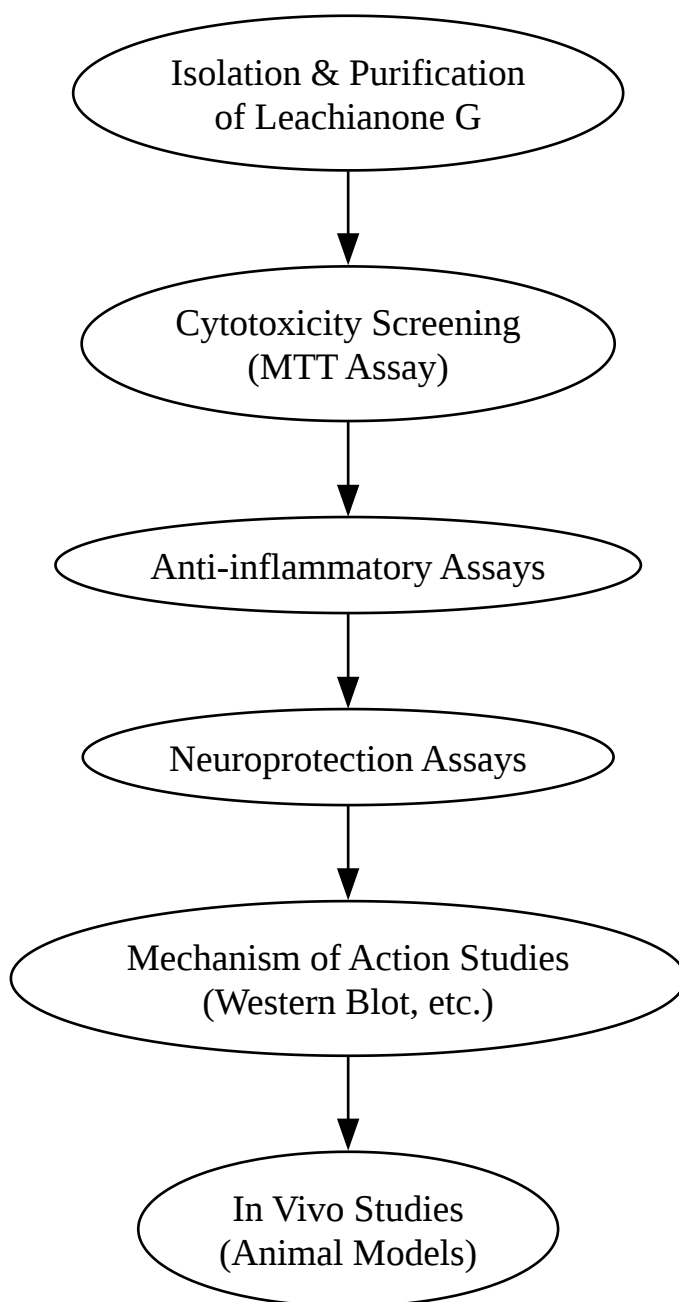 Isolation & Purification
of Leachianone G
Cytotoxicity Screening
(MTT Assay)
Anti-inflammatory Assays
Neuroprotection Assays
Mechanism of Action Studies
(Western Blot, etc.)
In Vivo Studies
(Animal Models)